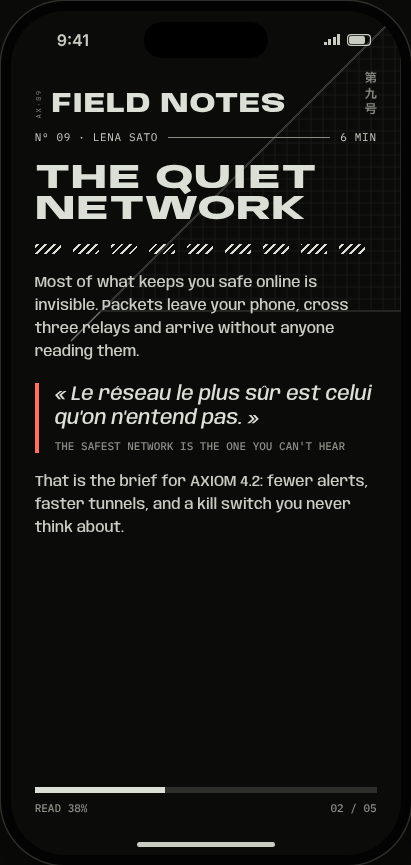 9:41
第九号
AX-09
FIELD NOTES
Nº 09 · LENA SATO
6 MIN
THE QUIET
NETWORK
Most of what keeps you safe online is
invisible. Packets leave your phone, cross
three relays and arrive without anyone
reading them.
« Le réseau le plus sûr est celui
qu'on n'entend pas. »
THE SAFEST NETWORK IS THE ONE YOU CAN'T HEAR
That is the brief for AXIOM 4.2: fewer alerts,
faster tunnels, and a kill switch you never
think about.
READ 38%
02 / 05